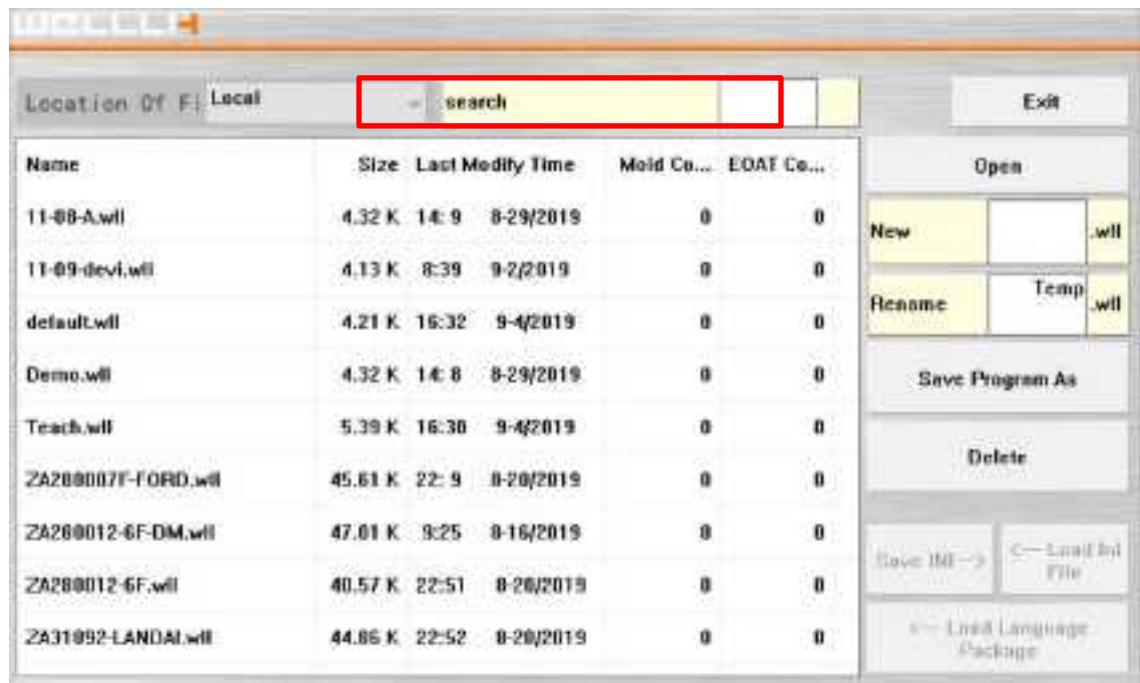 Location Of Fi Local search Exit
Name Size Last Modify Time Mold Co... EOAT Co... Open
11-08-A.wll 4.32 K 14: 9 8-29/2019 0 0
New .wll
11-09-devi.wll 4.13 K 8:39 9-2/2019 0 0
Rename Temp .wll
default.wll 4.21 K 16:32 9-4/2019 0 0
Demo.wll 4.32 K 14: 8 8-29/2019 0 0
Save Program As
Teach.wll 5.39 K 16:30 9-4/2019 0 0
Delete
ZA280007F-FORD.wll 45.61 K 22: 9 8-20/2019 0 0
ZA280012-6F-DM.wll 47.01 K 9:25 8-16/2019 0 0
Save INI--> <-- Load Ini File
ZA280012-6F.wll 40.57 K 22:51 8-20/2019 0 0
ZA31092-LANDAI.wll 44.86 K 22:52 8-20/2019 0 0
<-- Load Language Package